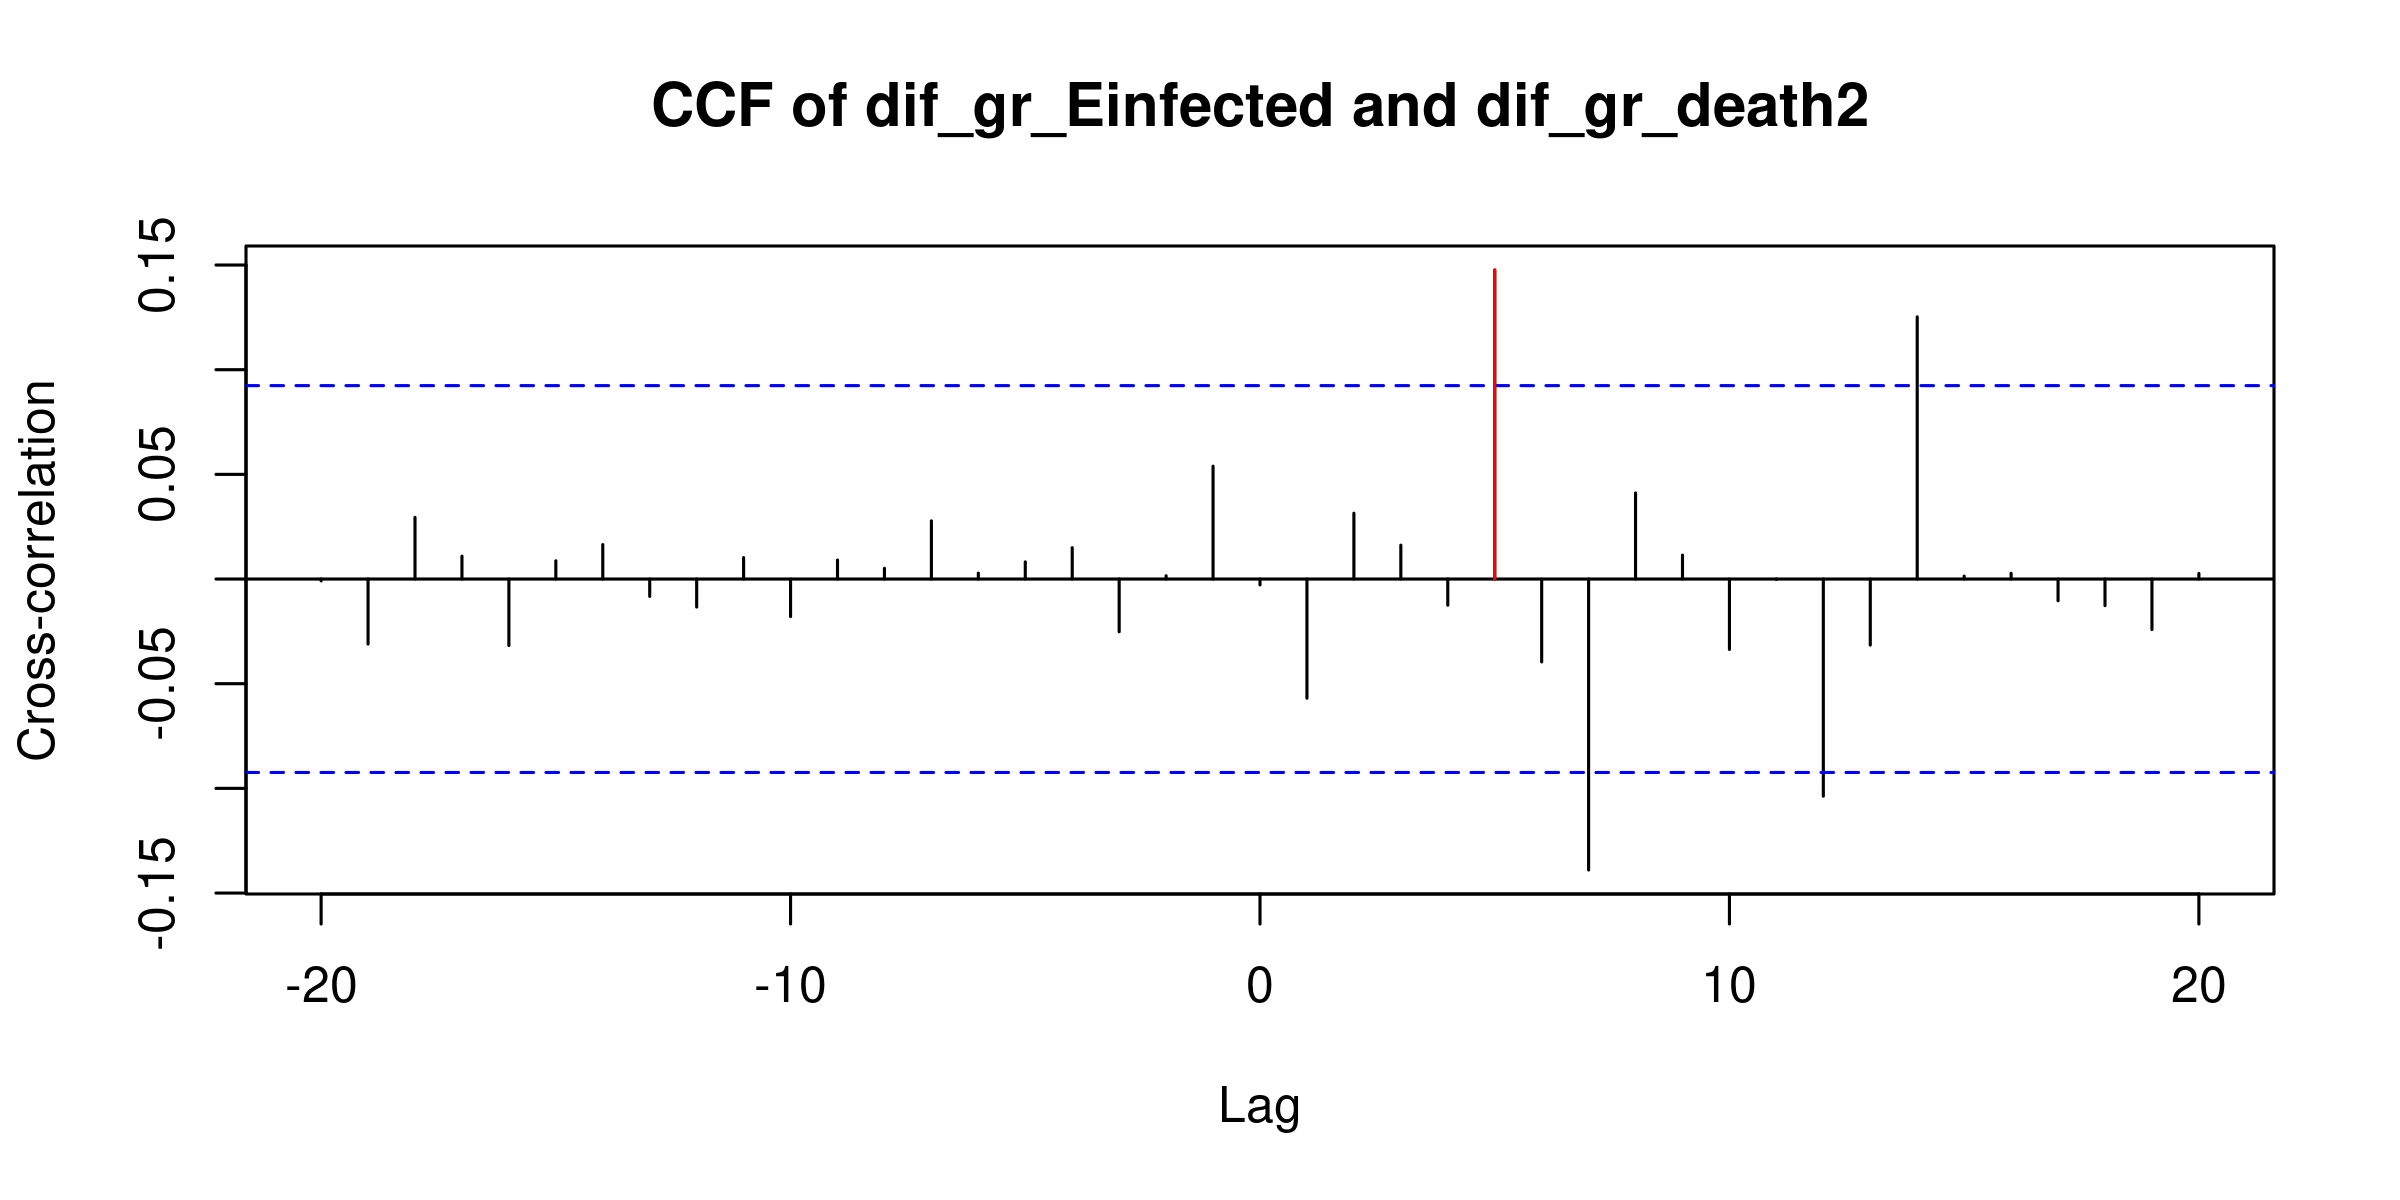 CCF of dif_gr_Einfected and dif_gr_death2
Cross-correlation
0.15
0.05
-0.05
-0.15
-20 -10 0 10 20
Lag